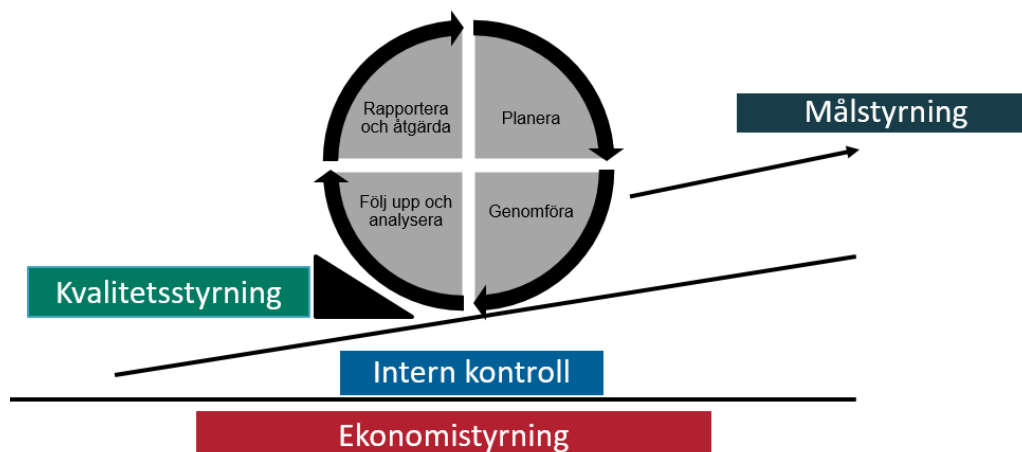 Rapportera
och åtgärda
Planera
Målstyrning
Följ upp och
analysera
Genomföra
Kvalitetsstyrning
Intern kontroll
Ekonomistyrning